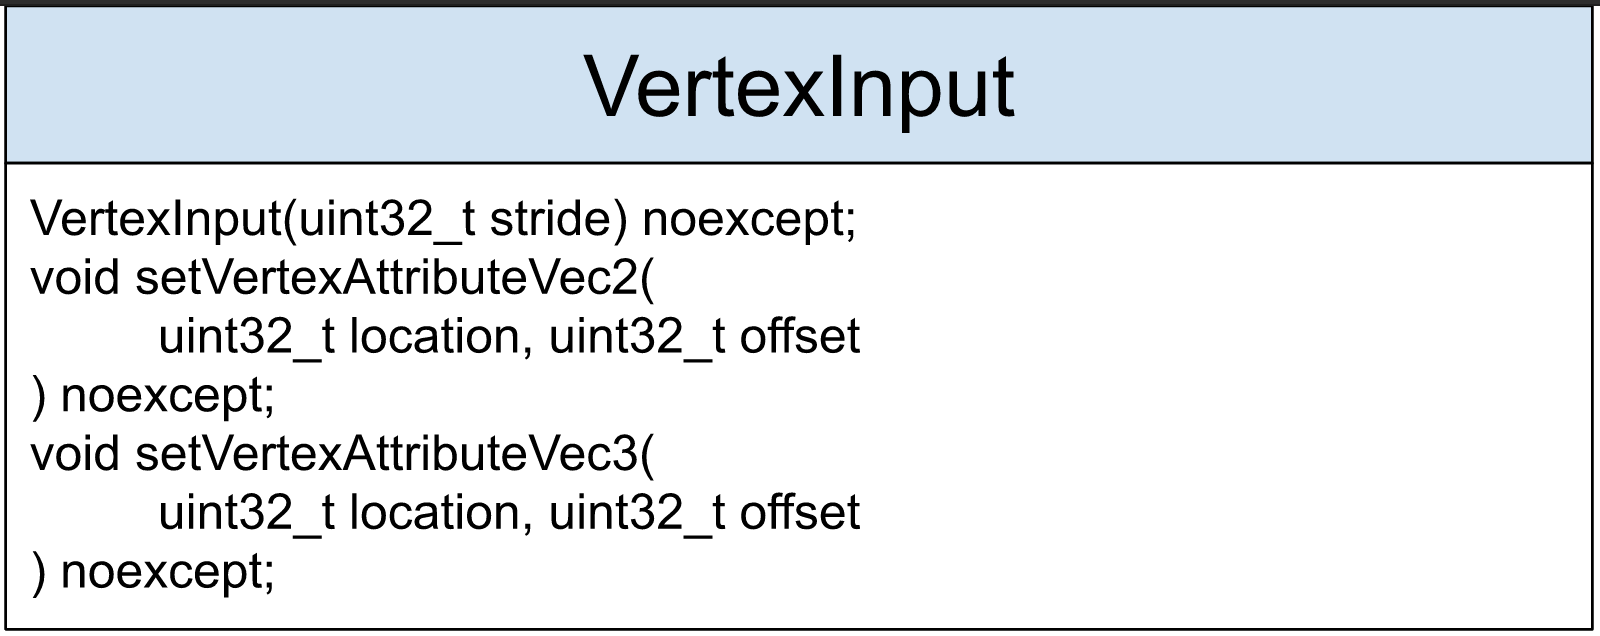 VertexInput
VertexInput(uint32_t stride) noexcept;
void setVertexAttributeVec2(
uint32_t location, uint32_t offset
) noexcept;
void setVertexAttributeVec3(
uint32_t location, uint32_t offset
) noexcept;